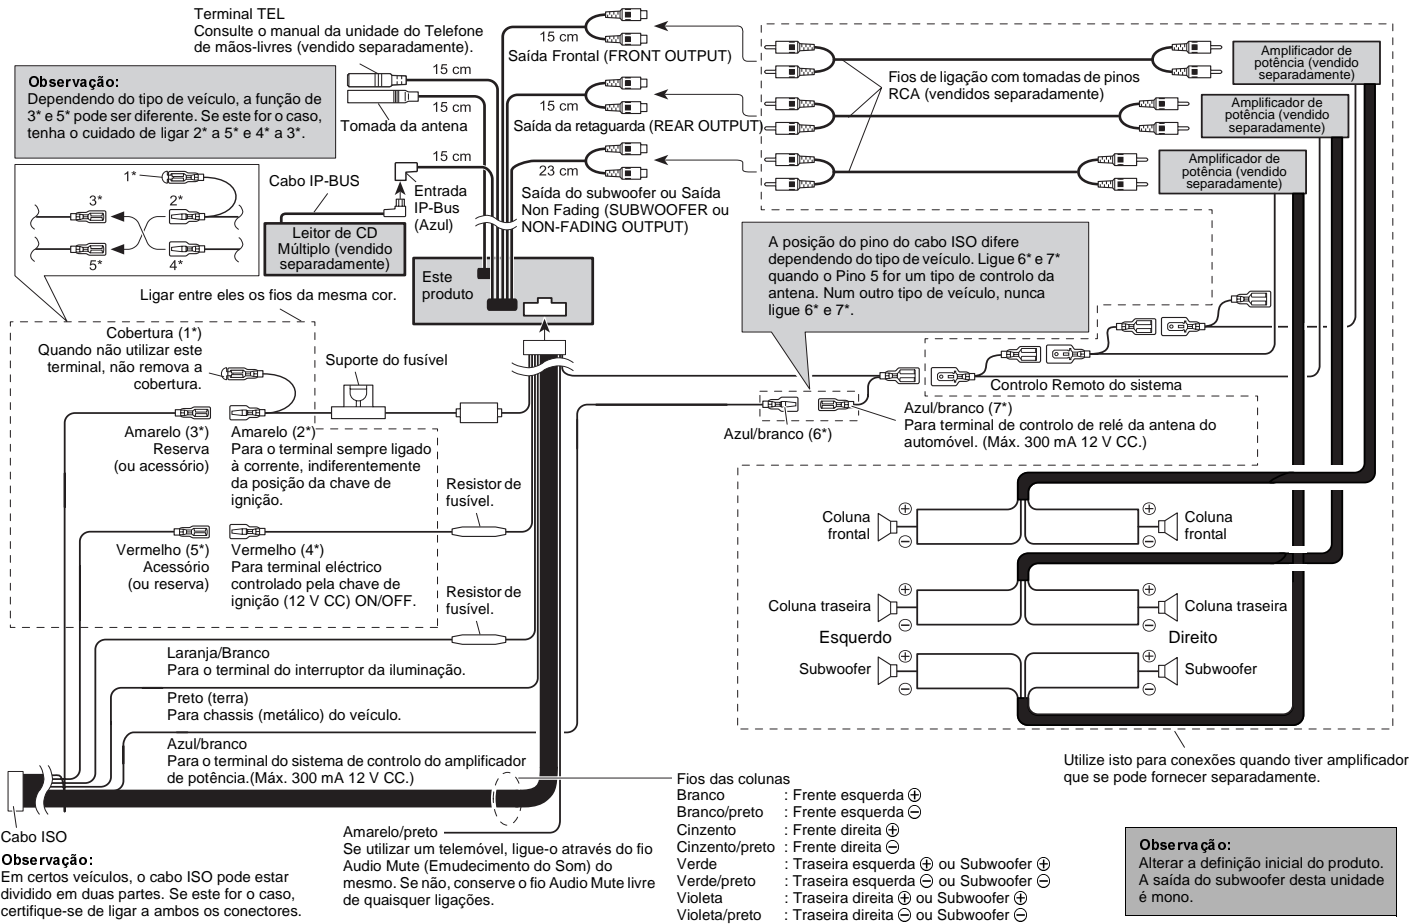 Terminal TEL
Consulte o manual da unidade do Telefone
de mãos-livres (vendido separadamente).
15 cm
15 cm
Tomada da antena
15 cm
Saída Frontal (FRONT OUTPUT)
15 cm
Saída da retaguarda (REAR OUTPUT)
23 cm
Saída do subwoofer ou Saída
Non Fading (SUBWOOFER ou
NON-FADING OUTPUT)
Fios de ligação com tomadas de pinos
RCA (vendidos separadamente)
Amplificador de
potência (vendido
separadamente)
Amplificador de
potência (vendido
separadamente)
Amplificador de
potência (vendido
separadamente)
Observação:
Dependendo do tipo de veículo, a função de
3* e 5* pode ser diferente. Se este for o caso,
tenha o cuidado de ligar 2* a 5* e 4* a 3*.
1*
3*
2*
5*
4*
Cabo IP-BUS
15 cm
Entrada
IP-Bus
(Azul)
Leitor de CD
Múltiplo (vendido
separadamente)
Este
produto
A posição do pino do cabo ISO difere
dependendo do tipo de veículo. Ligue 6* e 7*
quando o Pino 5 for um tipo de controlo da
antena. Num outro tipo de veículo, nunca
ligue 6* e 7*.
Ligar entre eles os fios da mesma cor.
Cobertura (1*)
Quando não utilizar este
terminal, não remova a
cobertura.
Suporte do fusível
Amarelo (3*)
Reserva
(ou acessório)
Amarelo (2*)
Para o terminal sempre ligado
à corrente, indiferentemente
da posição da chave de
ignição.
Resistor de
fusível.
Vermelho (5*)
Acessório
(ou reserva)
Vermelho (4*)
Para terminal eléctrico
controlado pela chave de
ignição (12 V CC) ON/OFF.
Resistor de
fusível.
Controlo Remoto do sistema
Azul/branco (6*)
Azul/branco (7*)
Para terminal de controlo de relé da antena do
automóvel. (Máx. 300 mA 12 V CC.)
Coluna
frontal
⊕
⊖
⊕
⊖
Coluna
frontal
Coluna traseira
⊕
⊖
⊕
⊖
Coluna traseira
Esquerdo
Direito
Subwoofer
⊕
⊖
⊕
⊖
Subwoofer
Laranja/Branco
Para o terminal do interruptor da iluminação.
Preto (terra)
Para chassis (metálico) do veículo.
Azul/branco
Para o terminal do sistema de controlo do amplificador
de potência.(Máx. 300 mA 12 V CC.)
Utilize isto para conexões quando tiver amplificador
que se pode fornecer separadamente.
Cabo ISO
Observação:
Em certos veículos, o cabo ISO pode estar
dividido em duas partes. Se este for o caso,
certifique-se de ligar a ambos os conectores.
Amarelo/preto
Se utilizar um telemóvel, ligue-o através do fio
Audio Mute (Emudecimento do Som) do
mesmo. Se não, conserve o fio Audio Mute livre
de quaisquer ligações.
Fios das colunas
Branco : Frente esquerda ⊕
Branco/preto : Frente esquerda ⊖
Cinzento : Frente direita ⊕
Cinzento/preto : Frente direita ⊖
Verde : Traseira esquerda ⊕ ou Subwoofer ⊕
Verde/preto : Traseira esquerda ⊖ ou Subwoofer ⊖
Violeta : Traseira direita ⊕ ou Subwoofer ⊕
Violeta/preto : Traseira direita ⊖ ou Subwoofer ⊖
Observação:
Alterar a definição inicial do produto.
A saída do subwoofer desta unidade
é mono.